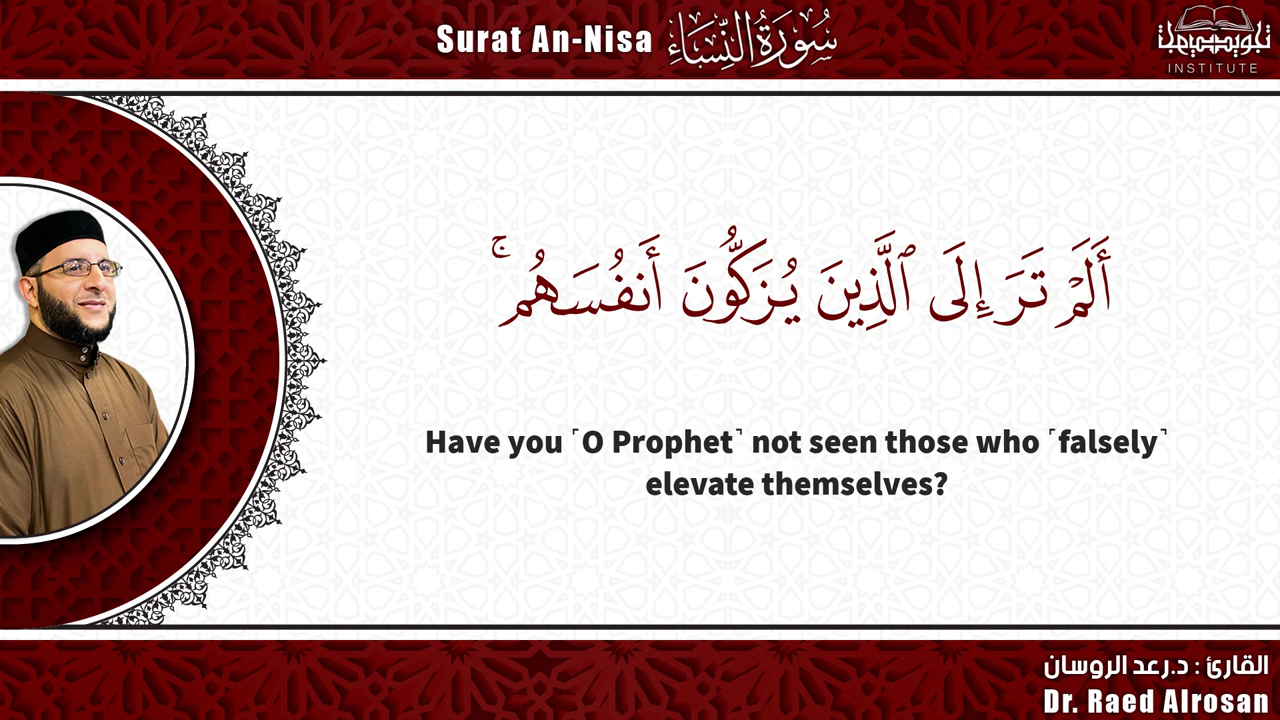 Surat An-Nisa سُورَةُ النِّسَاءِ
INSTITUTE
أَلَمْ تَرَ إِلَى ٱلَّذِينَ يُزَكُّونَ أَنفُسَهُم ۚ
Have you ˹O Prophet˺ not seen those who ˹falsely˺
elevate themselves?
القارئ : د.رعد الروسان
Dr. Raed Alrosan